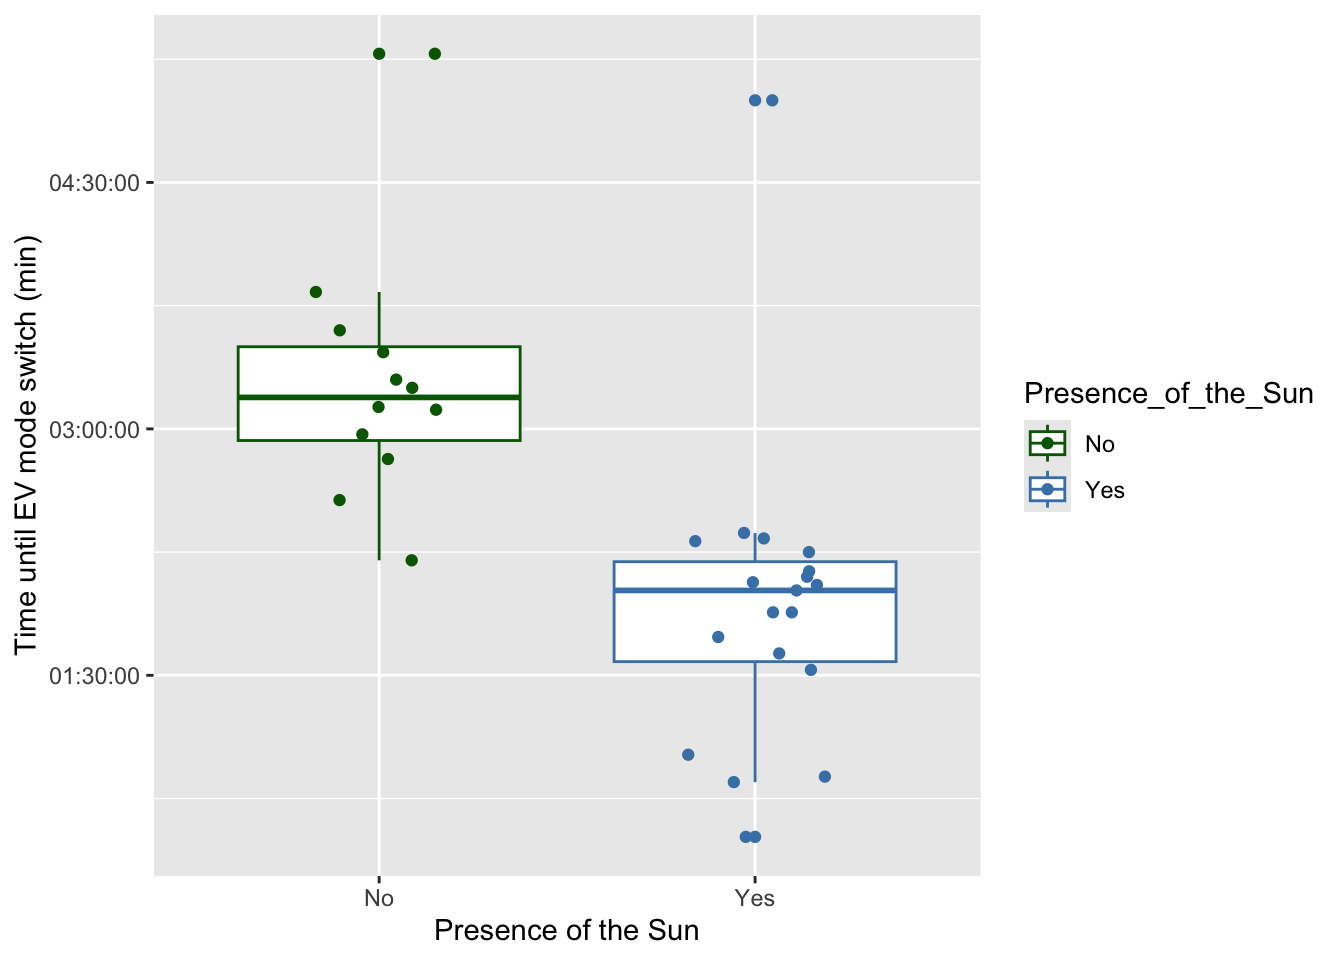 Time until EV mode switch (min)
04:30:00
03:00:00
01:30:00
No
Yes
Presence of the Sun
Presence_of_the_Sun
No
Yes